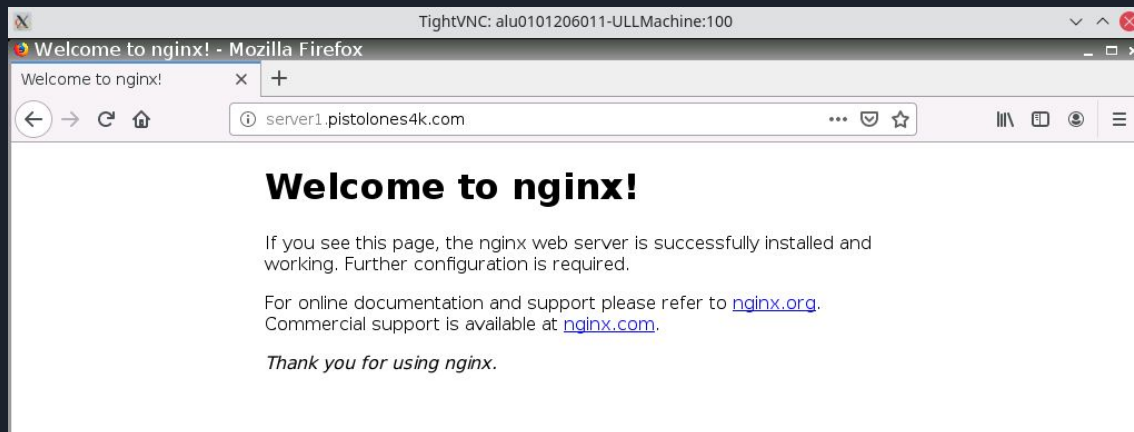 TightVNC: alu0101206011-ULLMachine:100
Welcome to nginx! - Mozilla Firefox
Welcome to nginx!
server1.pistolones4k.com
Welcome to nginx!
If you see this page, the nginx web server is successfully installed and
working. Further configuration is required.
For online documentation and support please refer to nginx.org.
Commercial support is available at nginx.com.
Thank you for using nginx.